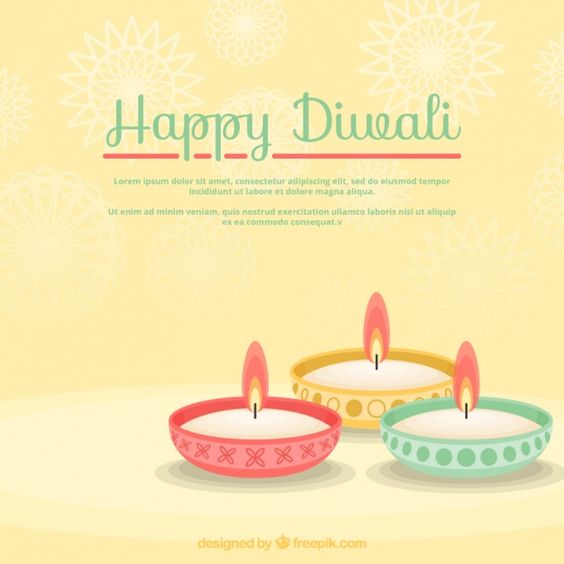 Happy Diwali
Lorem ipsum dolor sit amet, consectetur adipiscing elit, sed do eiusmod tempor
incididunt ut labore et dolore magna aliqua.
Ut enim ad minim veniam, quis nostrud exercitation ullamco laboris nisi ut aliquip
ex ea commodo consequat.v
designed by freepik.com